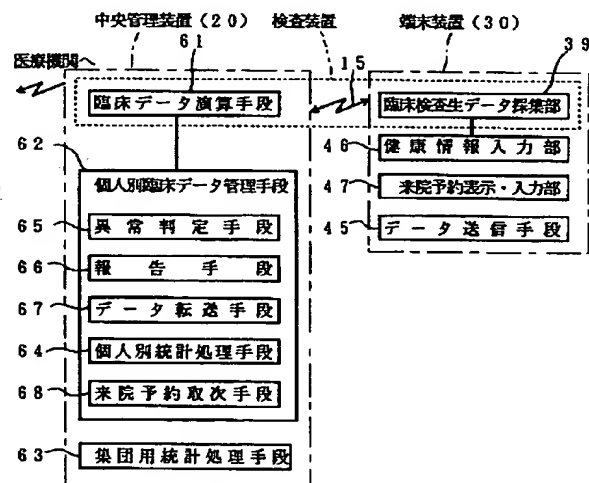 中央管理装置(20)
検査装置
端末装置(30)
61
15
39
医療機関へ
臨床データ演算手段
臨床検査生データ採集部
62
46
健康情報入力部
個人別臨床データ管理手段
47
来院予約表示・入力部
65
異常判定手段
45
データ送信手段
66
報告手段
67
データ転送手段
64
個人別統計処理手段
68
来院予約取次手段
63
集団用統計処理手段